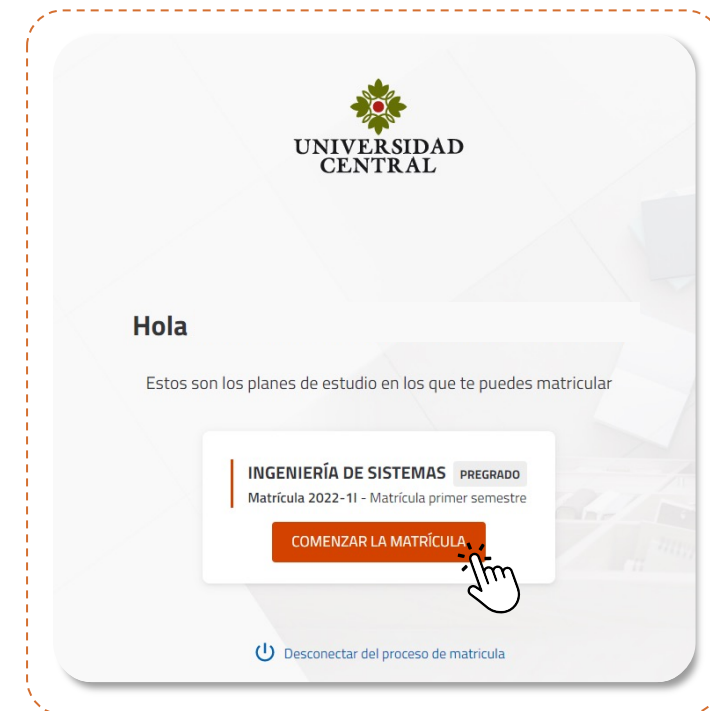 UNIVERSIDAD
CENTRAL
Hola
Estos son los planes de estudio en los que te puedes matricular
INGENIERÍA DE SISTEMAS PREGRADO
Matrícula 2022-1I - Matrícula primer semestre
COMENZAR LA MATRÍCULA
Desconectar del proceso de matricula